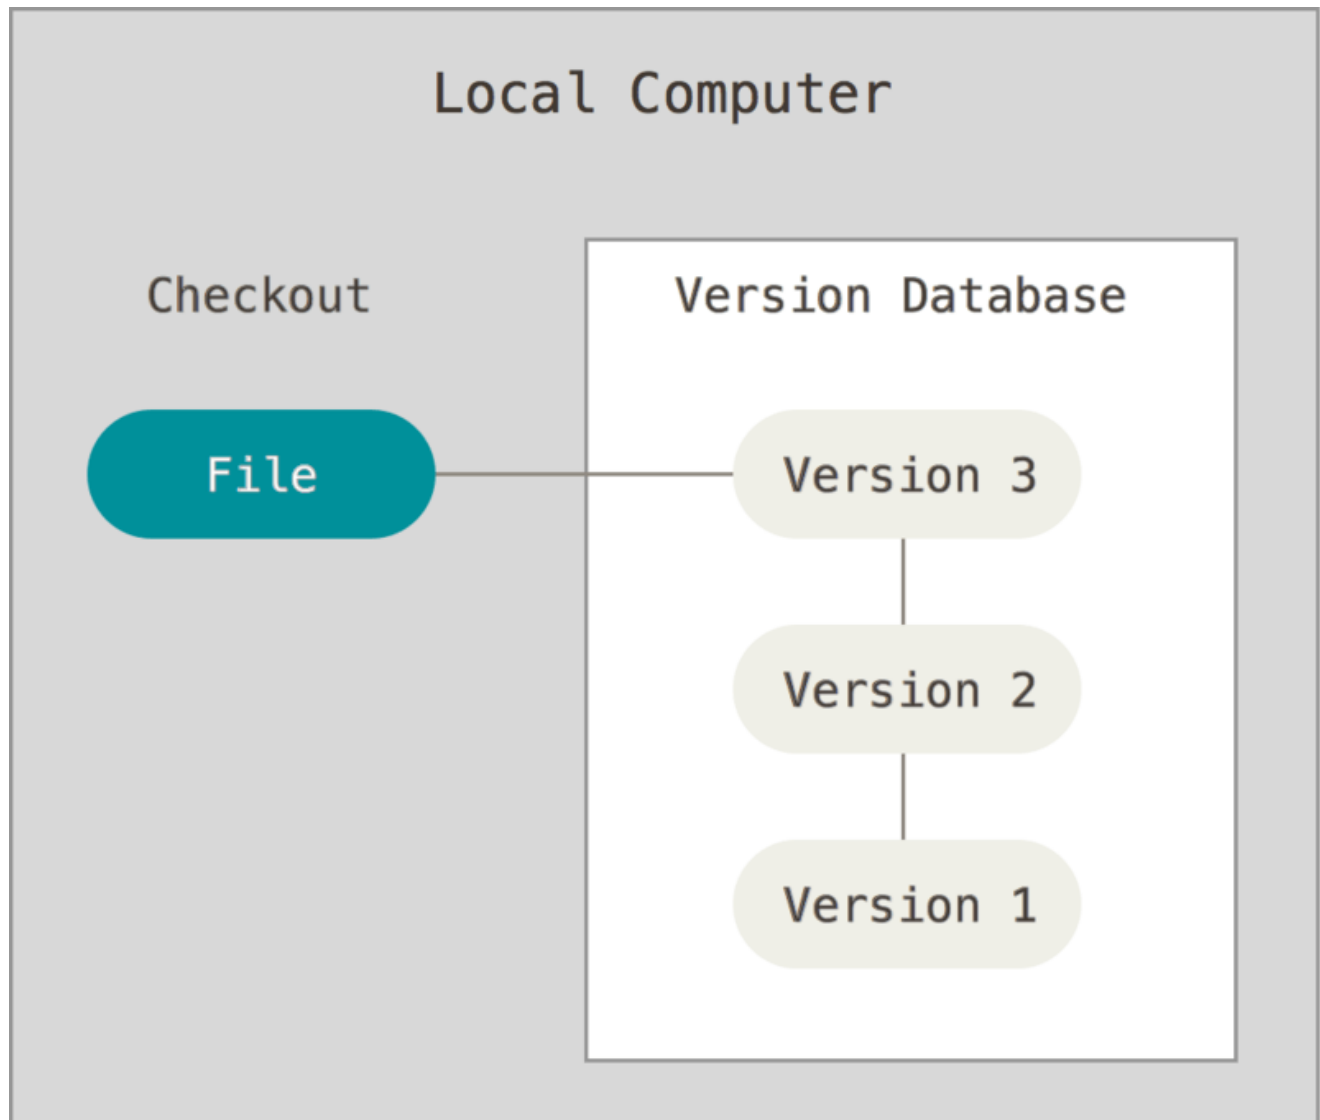 Local Computer
Checkout
Version Database
File
Version 3
Version 2
Version 1